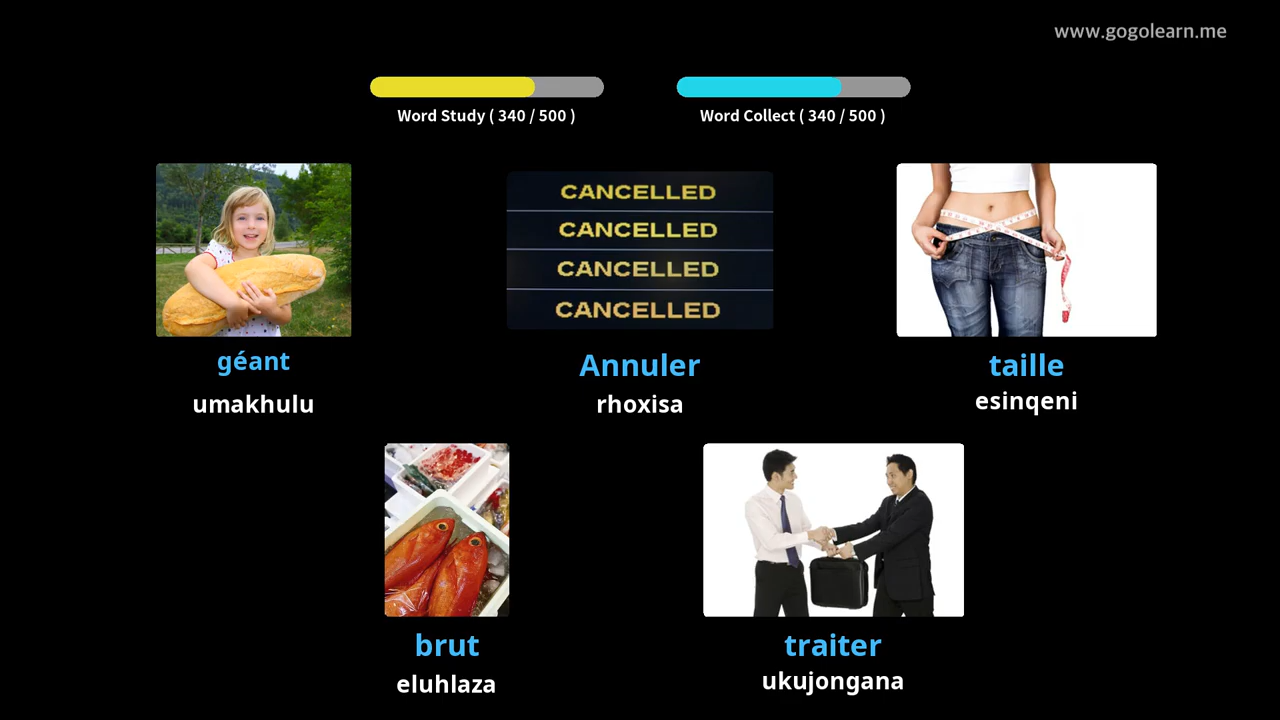 www.gogolearn.me
Word Study ( 340 / 500 )
Word Collect ( 340 / 500 )
CANCELLED
CANCELLED
CANCELLED
CANCELLED
géant
Annuler
taille
umakhulu
rhoxisa
esinqeni
brut
traiter
eluhlaza
ukujongana